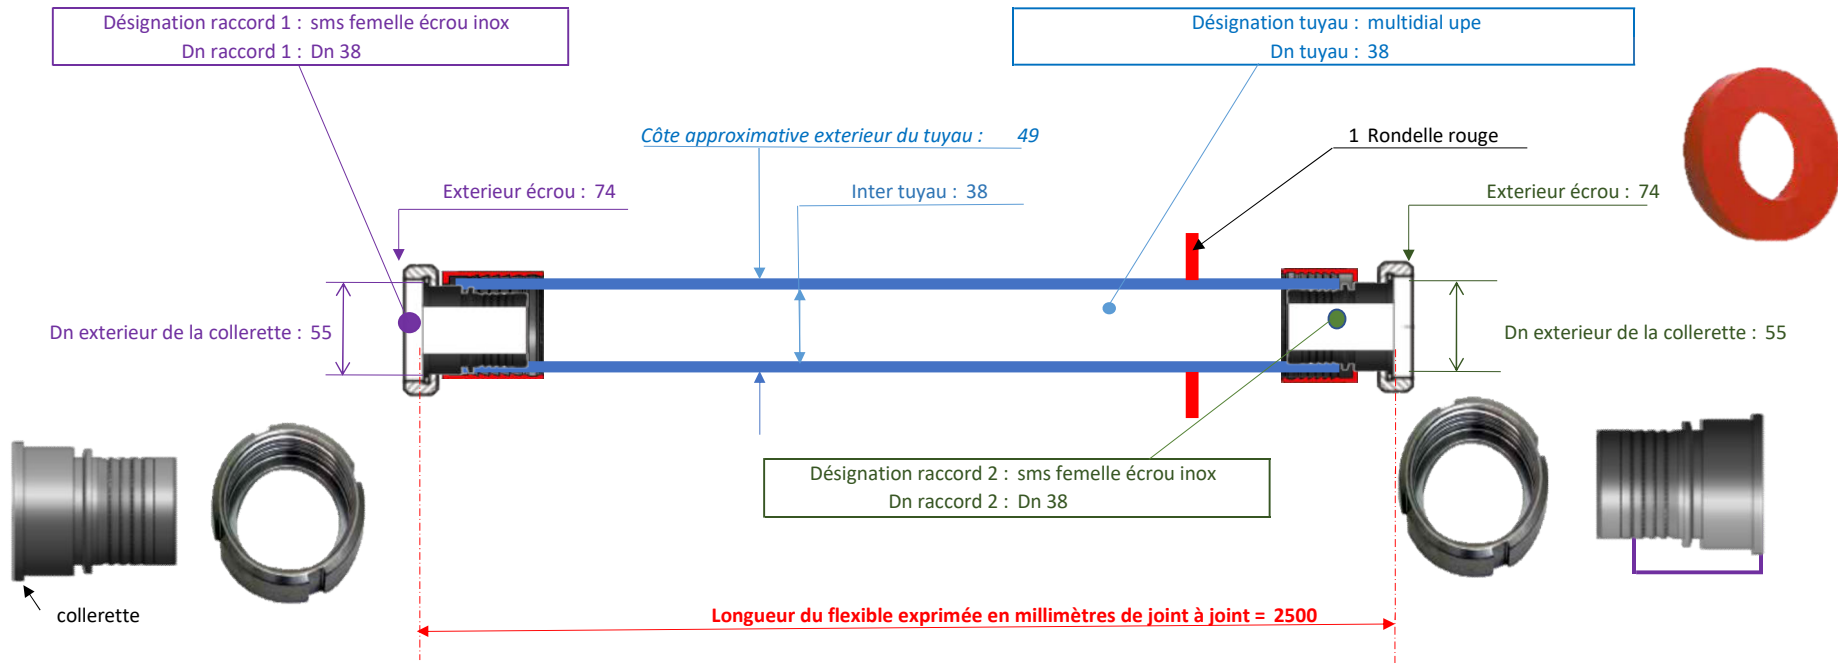 Désignation raccord 1 : sms femelle écrou inox
Dn raccord 1 : Dn 38
Désignation tuyau : multidial upe
Dn tuyau : 38
Côte approximative exterieur du tuyau : 49
1 Rondelle rouge
Exterieur écrou : 74
Inter tuyau : 38
Exterieur écrou : 74
Dn exterieur de la collerette : 55
Dn exterieur de la collerette : 55
Désignation raccord 2 : sms femelle écrou inox
Dn raccord 2 : Dn 38
collerette
Longueur du flexible exprimée en millimètres de joint à joint = 2500